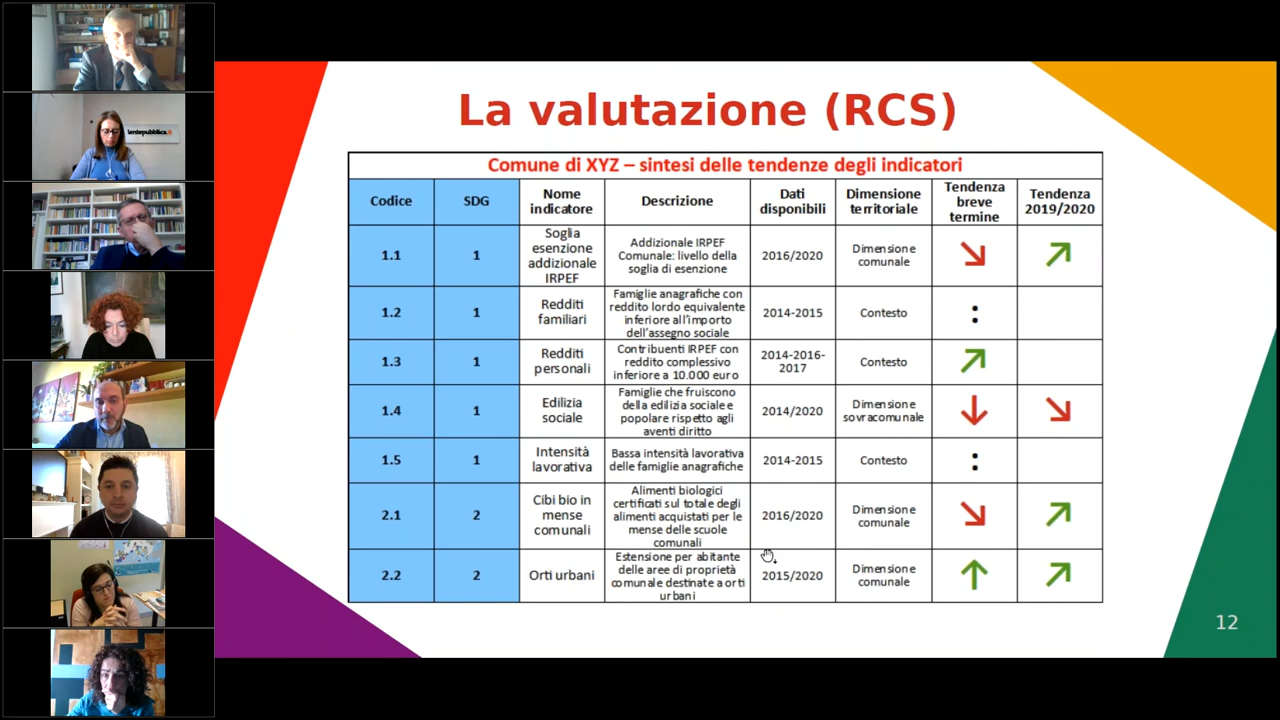 lentepubblica.it
La valutazione (RCS)
Comune di XYZ – sintesi delle tendenze degli indicatori
Codice
SDG
Nome
indicatore
Descrizione
Dati
disponibili
Dimensione
territoriale
Tendenza
breve
termine
Tendenza
2019/2020
1.1
1
Soglia
esenzione
addizionale
IRPEF
Addizionale IRPEF
Comunale: livello della
soglia di esenzione
2016/2020
Dimensione
comunale
1.2
1
Redditi
familiari
Famiglie anagrafiche con
reddito lordo equivalente
inferiore all'importo
dell'assegno sociale
2014-2015
Contesto
:
1.3
1
Redditi
personali
Contribuenti IRPEF con
reddito complessivo
inferiore a 10.000 euro
2014-2016-
2017
Contesto
1.4
1
Edilizia
sociale
Famiglie che fruiscono
della edilizia sociale e
popolare rispetto agli
aventi diritto
2014/2020
Dimensione
sovracomunale
1.5
1
Intensità
lavorativa
Bassa intensità lavorativa
delle famiglie anagrafiche
2014-2015
Contesto
:
2.1
2
Cibi bio in
mense
comunali
Alimenti biologici
certificati sul totale degli
alimenti acquistati per le
mense delle scuole
comunali
2016/2020
Dimensione
comunale
2.2
2
Orti urbani
Estensione per abitante
delle aree di proprietà
comunale destinate a orti
urbani
2015/2020
Dimensione
comunale
12